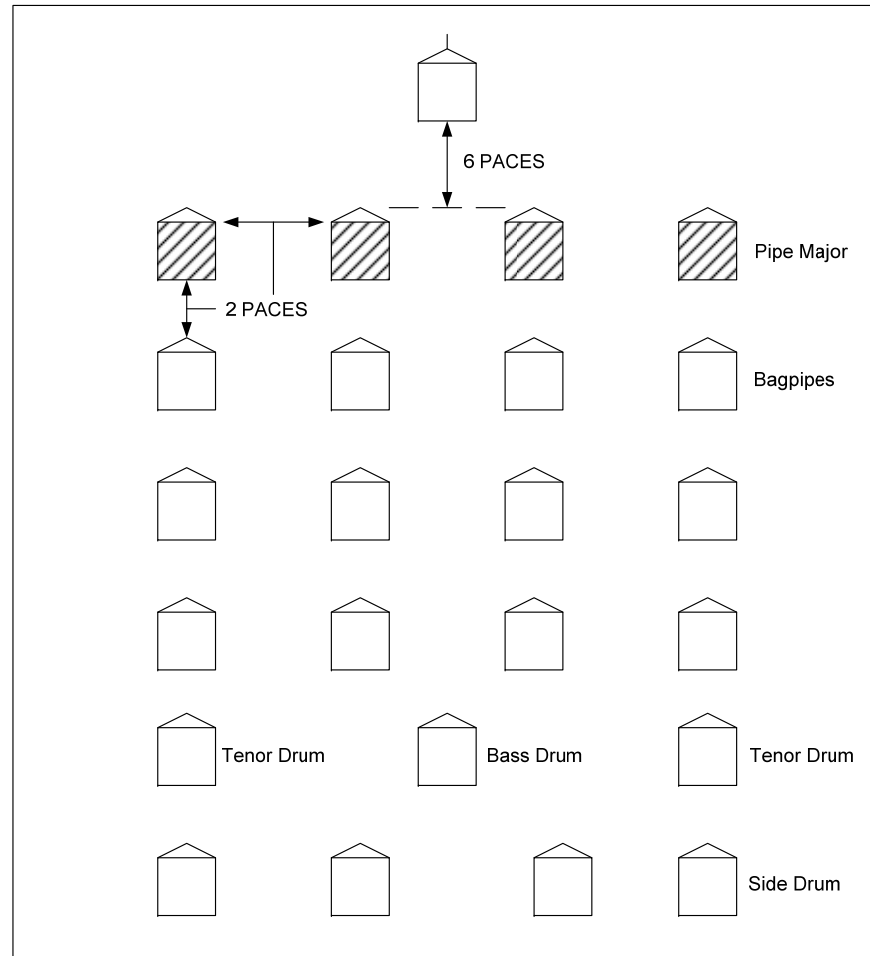 6 PACES
Pipe Major
2 PACES
Bagpipes
Tenor Drum Bass Drum Tenor Drum
Side Drum